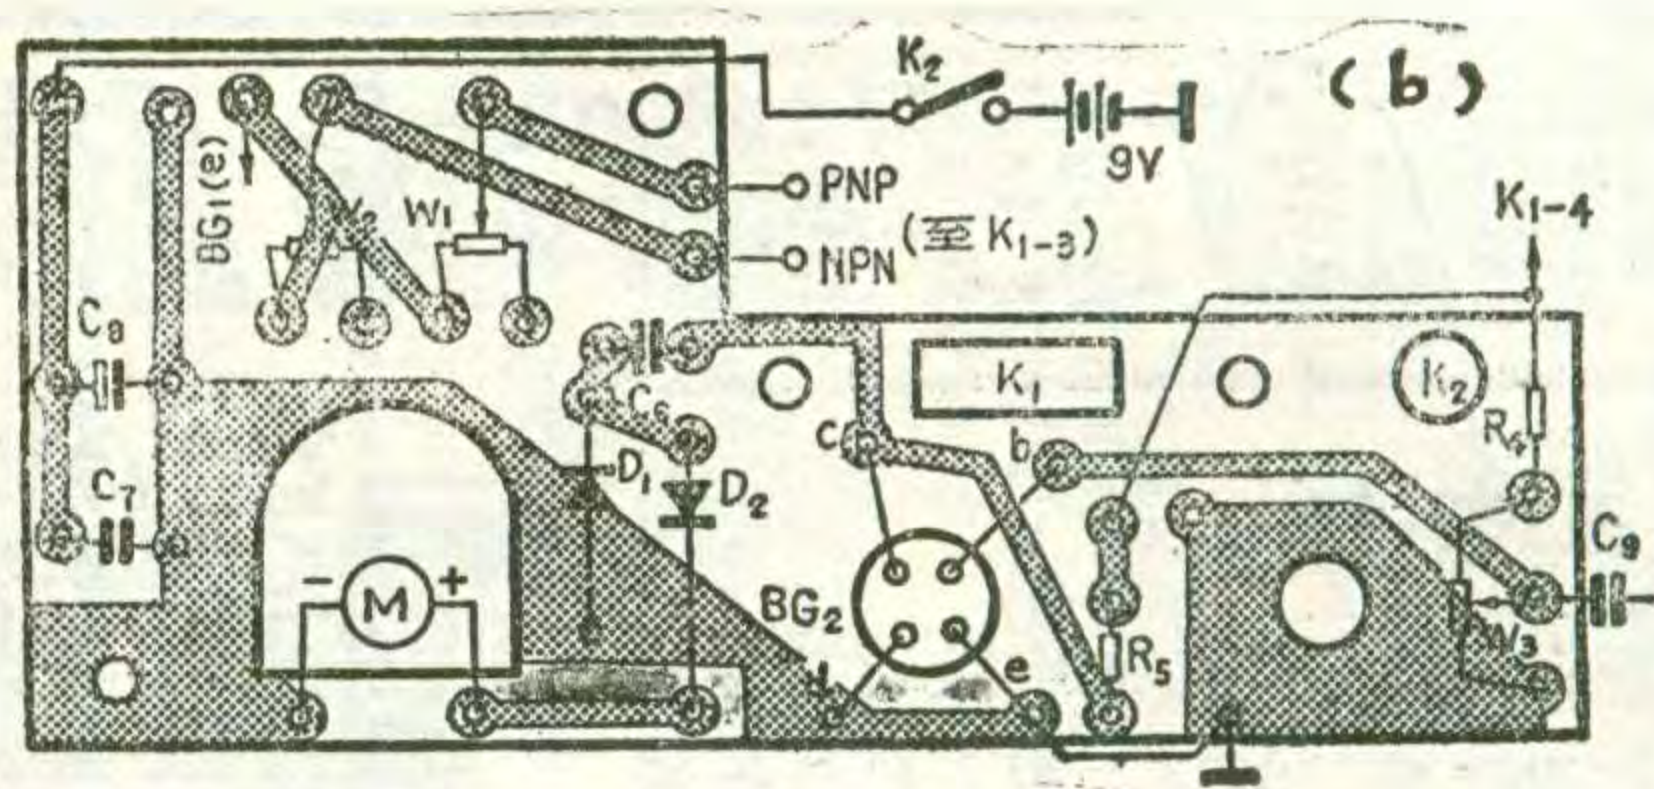 K₂
(b)
9V
PNP
BG₁(e)
W₂
W₁
(至K₁₋₃)
NPN
K₁₋₄
C₈
K₁
K₂
C₆
c
b
R₄
C₇
D₁
D₂
C₉
- M +
BG₂
W₃
R₅
d
e